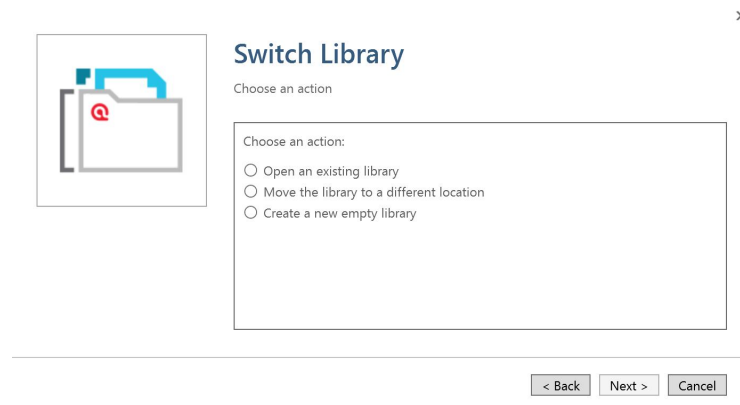 Switch Library
Choose an action
Choose an action:
Open an existing library
Move the library to a different location
Create a new empty library
< Back
Next >
Cancel